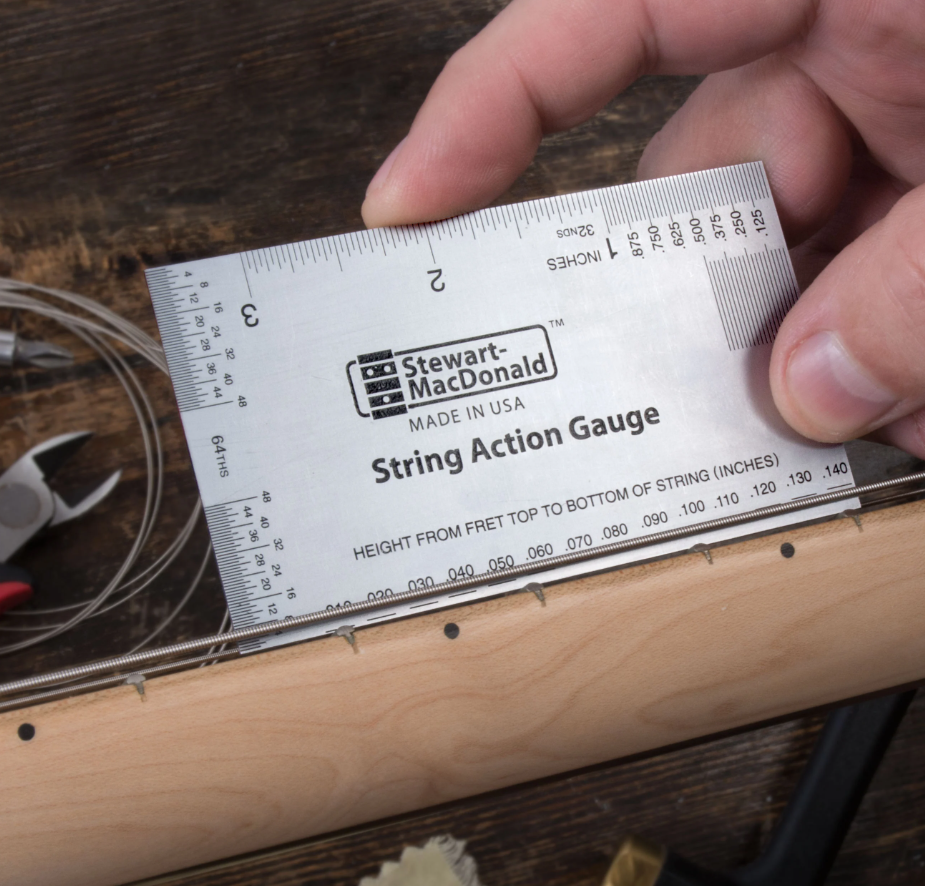 4 8
12 16
20 24
28 32
36 40
44 48
64THS
48
44 40
36 32
28 24
20 16
12
3
2
1
INCHES
32NDS
.875 .750 .625 .500 .375 .250 .125
Stewart-
MacDonald
TM
MADE IN USA
String Action Gauge
HEIGHT FROM FRET TOP TO BOTTOM OF STRING (INCHES)
.010 .020 .030 .040 .050 .060 .070 .080 .090 .100 .110 .120 .130 .140